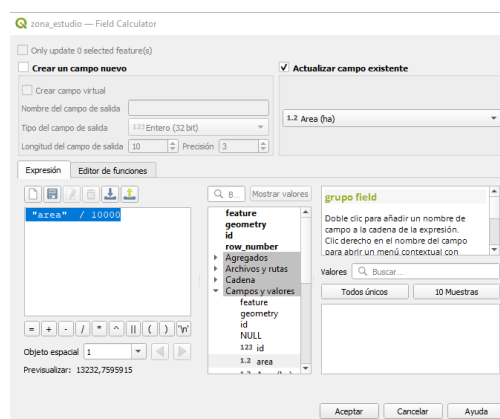 zona_estudio — Field Calculator
Only update 0 selected feature(s)
Crear un campo nuevo
Actualizar campo existente
Crear campo virtual
Nombre del campo de salida
Tipo del campo de salida 123 Entero (32 bit)
Longitud del campo de salida 10 Precisión 3
1.2 Area (ha)
Expresión Editor de funciones
"area" / 10000
= + - / * ^ || ( ) '\n'
Objeto espacial 1
Previsualizar: 13232,7595915
B... Mostrar valores
feature
geometry
id
row_number
Agregados
Archivos y rutas
Cadena
Campos y valores
feature
geometry
id
NULL
123 id
1.2 area
grupo field
Doble clic para añadir un nombre de
campo a la cadena de la expresión.
Clic derecho en el nombre del campo
para abrir un menú contextual con
Valores Buscar...
Todos únicos 10 Muestras
Aceptar Cancelar Ayuda